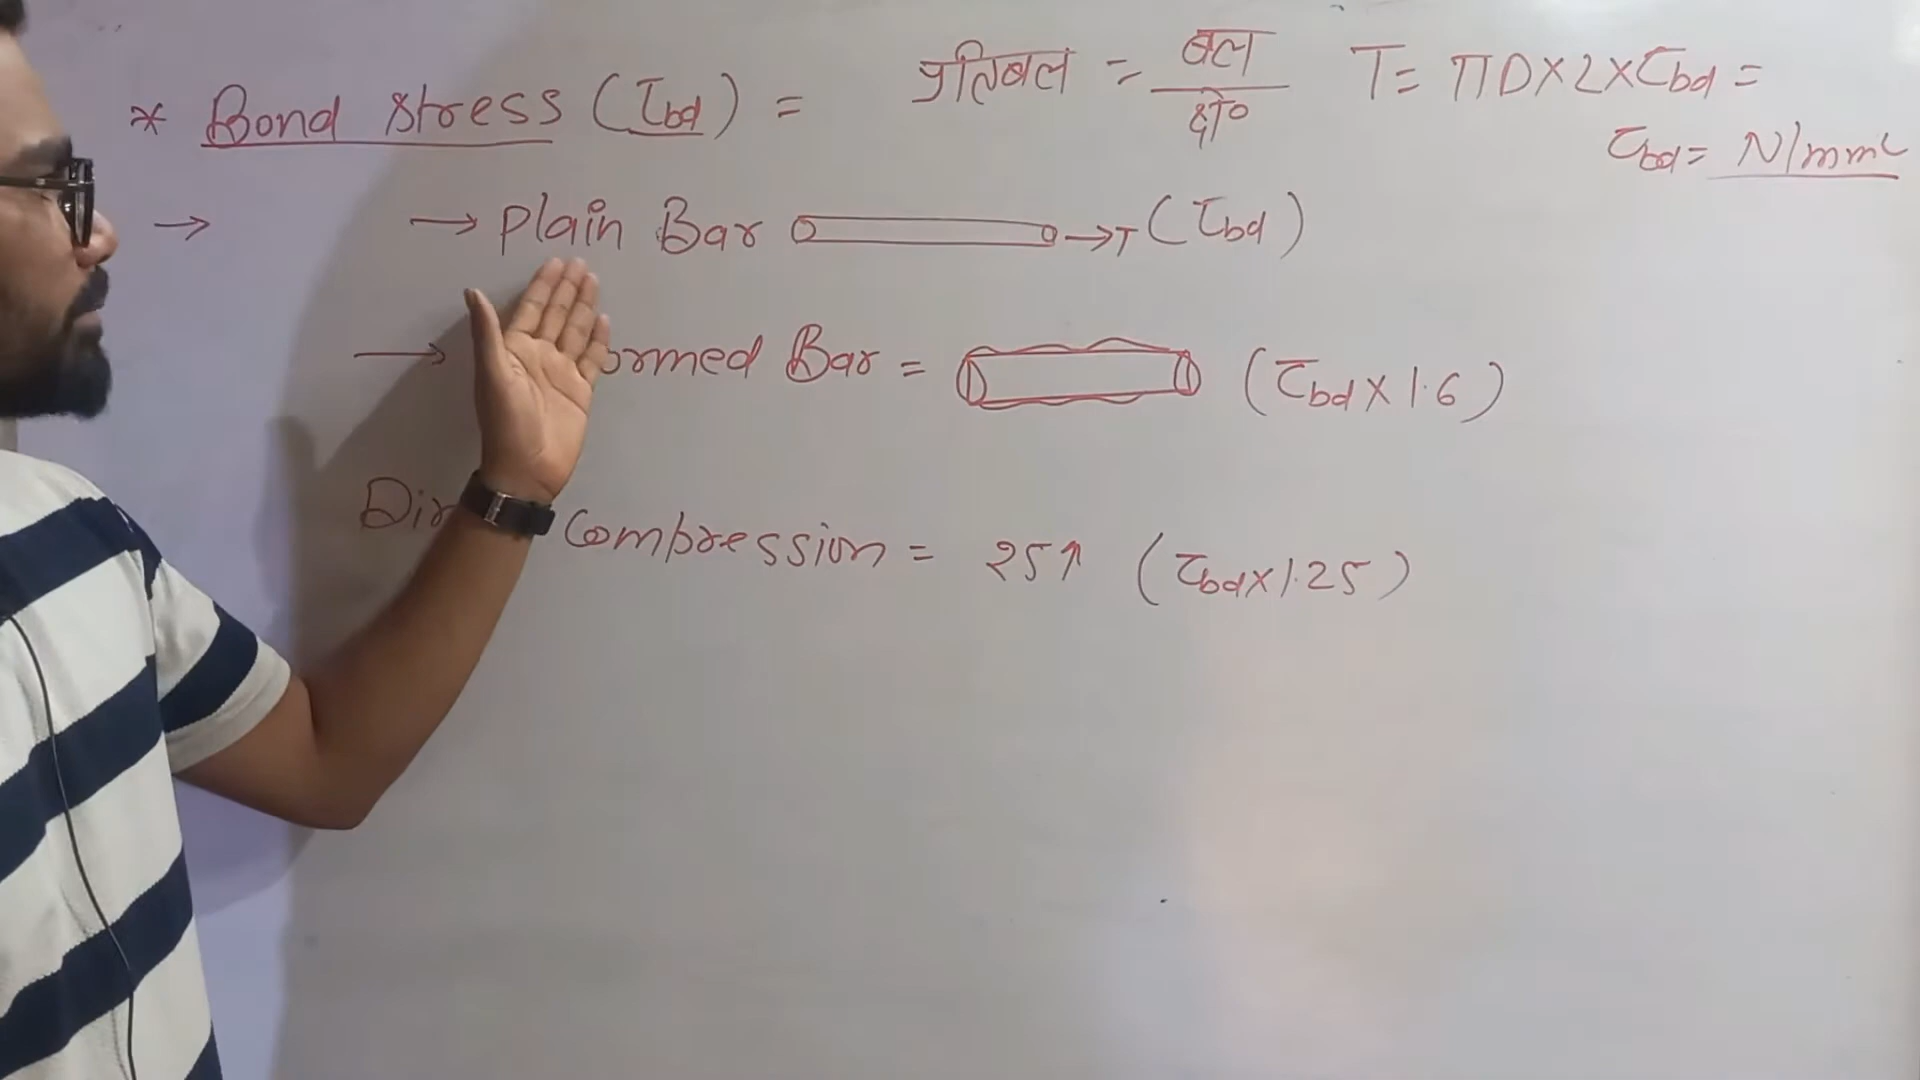 * Bond stress (τbd) = प्रतिबल = बल / क्षे० T = πD×2×τbd =
τbd = N/mm²
→ → Plain Bar →T (τbd)
→ ormed Bar = (τbd × 1.6)
Dir Compression = 25↑ (τbd×1.25)